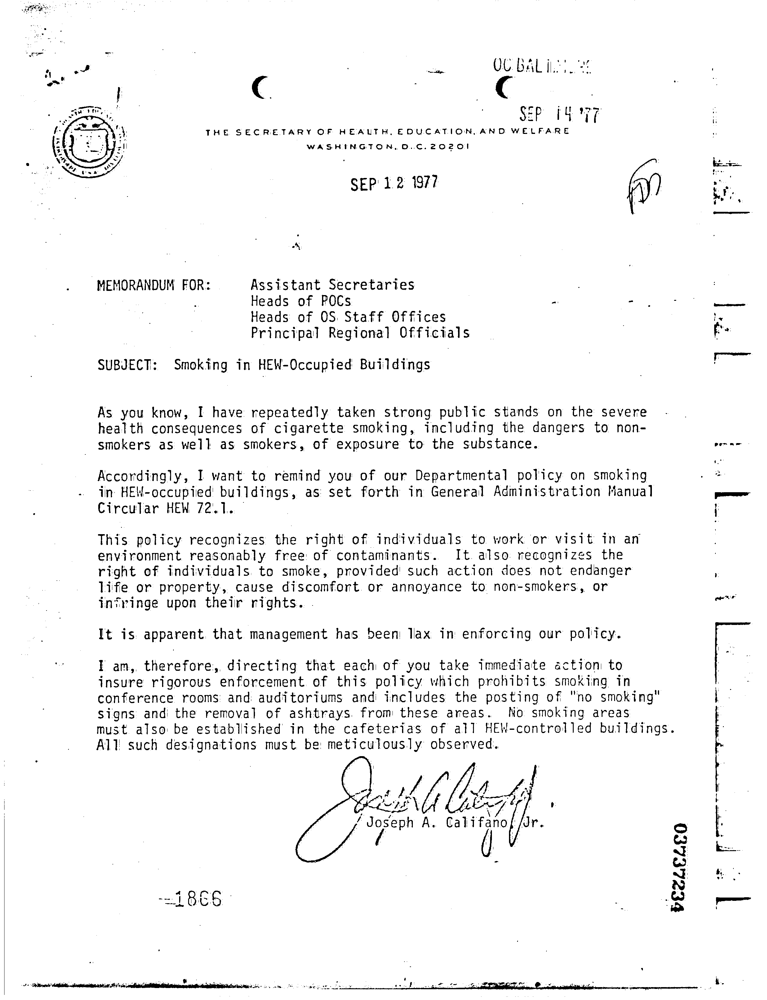 SEP 14 '77
THE SECRETARY OF HEALTH, EDUCATION, AND WELFARE
WASHINGTON, D.C. 20201
SEP 12 1977
MEMORANDUM FOR: Assistant Secretaries
Heads of POCs
Heads of OS Staff Offices
Principal Regional Officials
SUBJECT: Smoking in HEW-Occupied Buildings
As you know, I have repeatedly taken strong public stands on the severe
health consequences of cigarette smoking, including the dangers to non-
smokers as well as smokers, of exposure to the substance.
Accordingly, I want to remind you of our Departmental policy on smoking
in HEW-occupied buildings, as set forth in General Administration Manual
Circular HEW 72.1.
This policy recognizes the right of individuals to work or visit in an
environment reasonably free of contaminants. It also recognizes the
right of individuals to smoke, provided such action does not endanger
life or property, cause discomfort or annoyance to non-smokers, or
infringe upon their rights.
It is apparent that management has been lax in enforcing our policy.
I am, therefore, directing that each of you take immediate action to
insure rigorous enforcement of this policy which prohibits smoking in
conference rooms and auditoriums and includes the posting of "no smoking"
signs and the removal of ashtrays from these areas. No smoking areas
must also be established in the cafeterias of all HEW-controlled buildings.
All such designations must be meticulously observed.
Joseph A. Califano, Jr.
03737234
1866